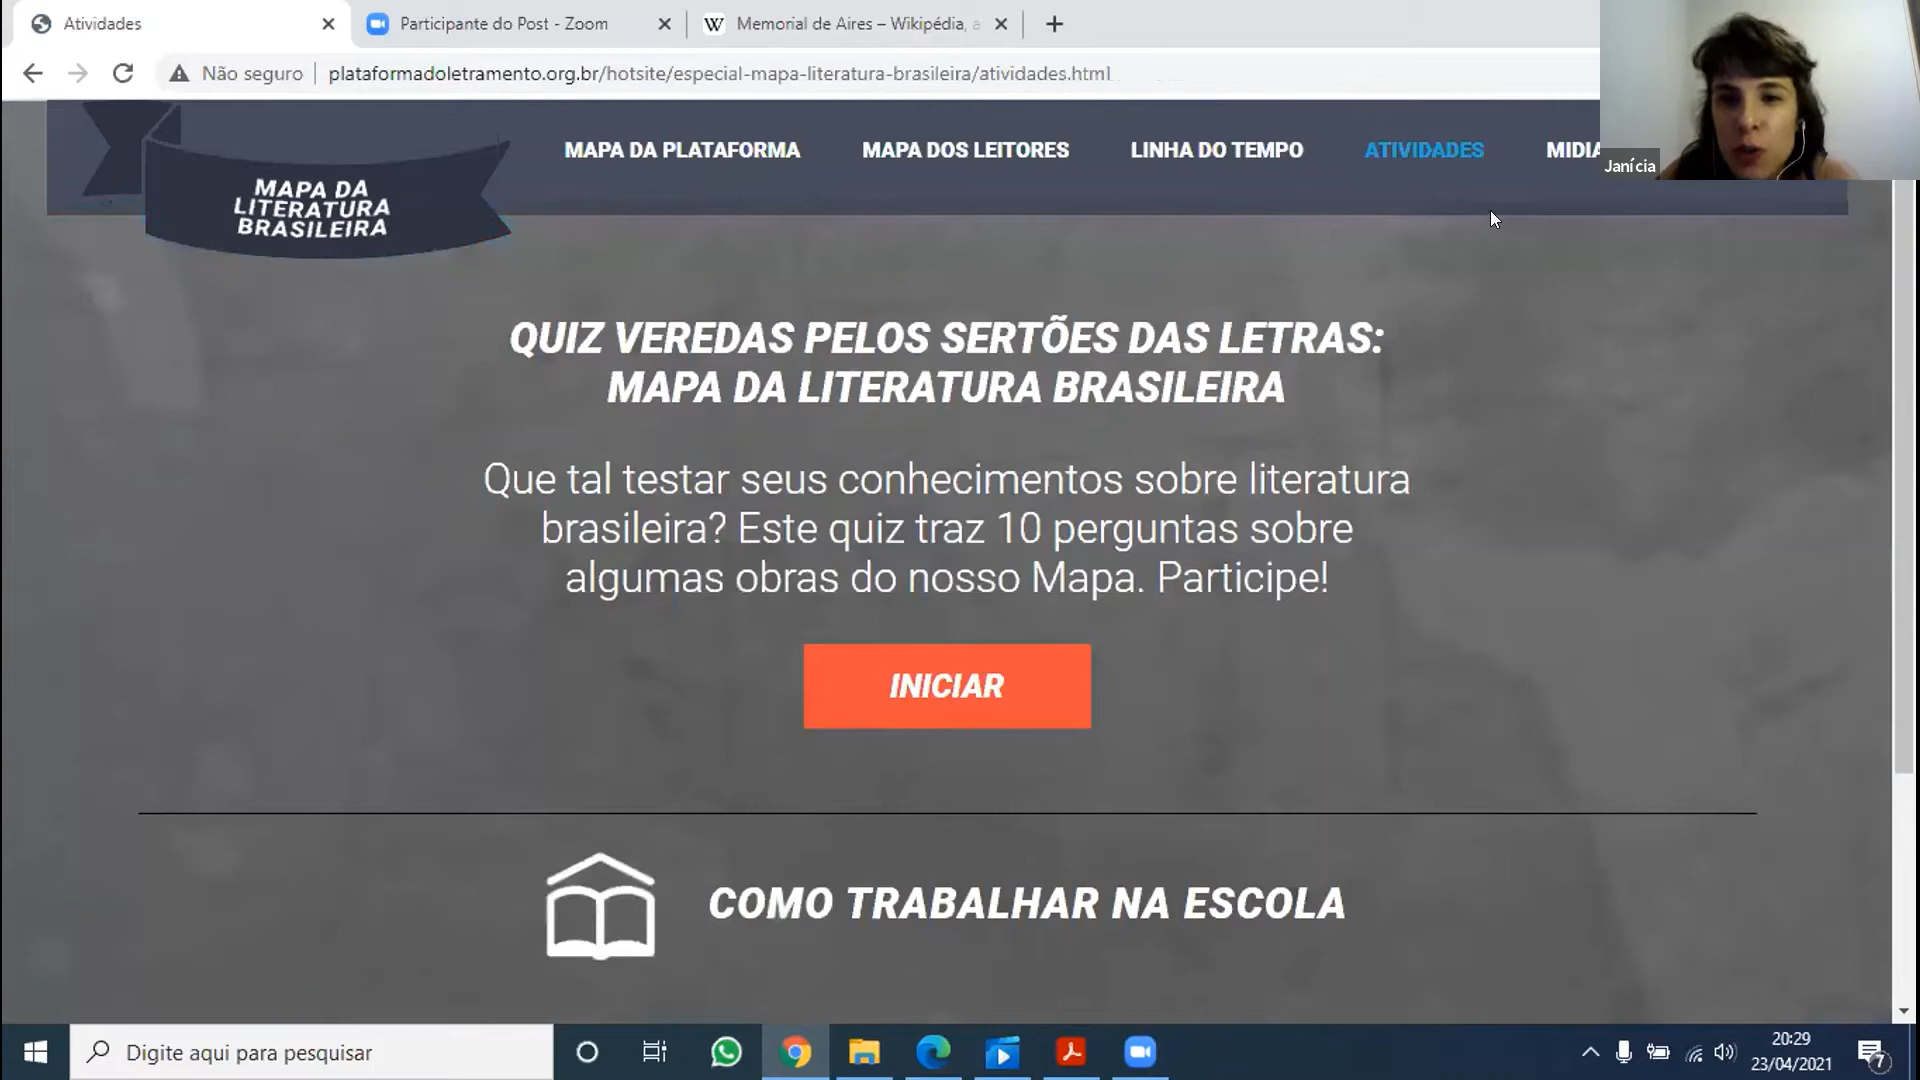 Atividades
Participante do Post - Zoom
Memorial de Aires – Wikipédia, a
Não seguro
plataformadoletramento.org.br/hotsite/especial-mapa-literatura-brasileira/atividades.html
MAPA DA
LITERATURA
BRASILEIRA
MAPA DA PLATAFORMA
MAPA DOS LEITORES
LINHA DO TEMPO
ATIVIDADES
MIDIA
Janícia
QUIZ VEREDAS PELOS SERTÕES DAS LETRAS:
MAPA DA LITERATURA BRASILEIRA
Que tal testar seus conhecimentos sobre literatura
brasileira? Este quiz traz 10 perguntas sobre
algumas obras do nosso Mapa. Participe!
INICIAR
COMO TRABALHAR NA ESCOLA
Digite aqui para pesquisar
20:29
23/04/2021
7